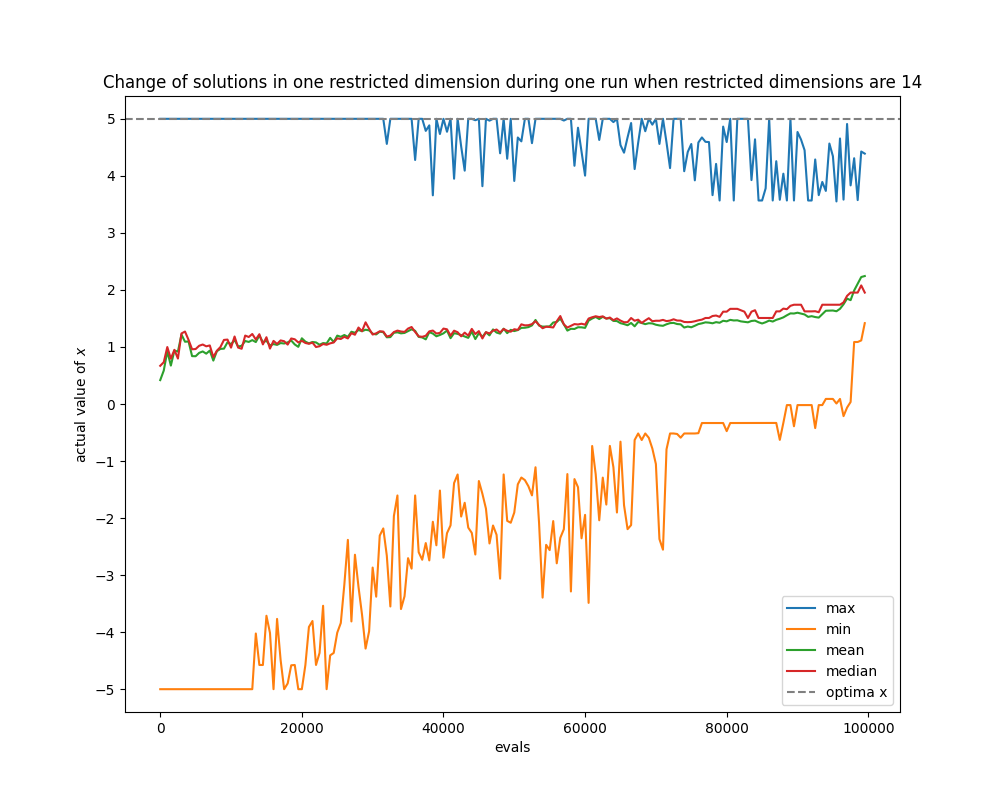 Change of solutions in one restricted dimension during one run when restricted dimensions are 14
actual value of x
5
4
3
2
1
0
−1
−2
−3
−4
−5
0
20000
40000
60000
80000
100000
evals
max
min
mean
median
optima x